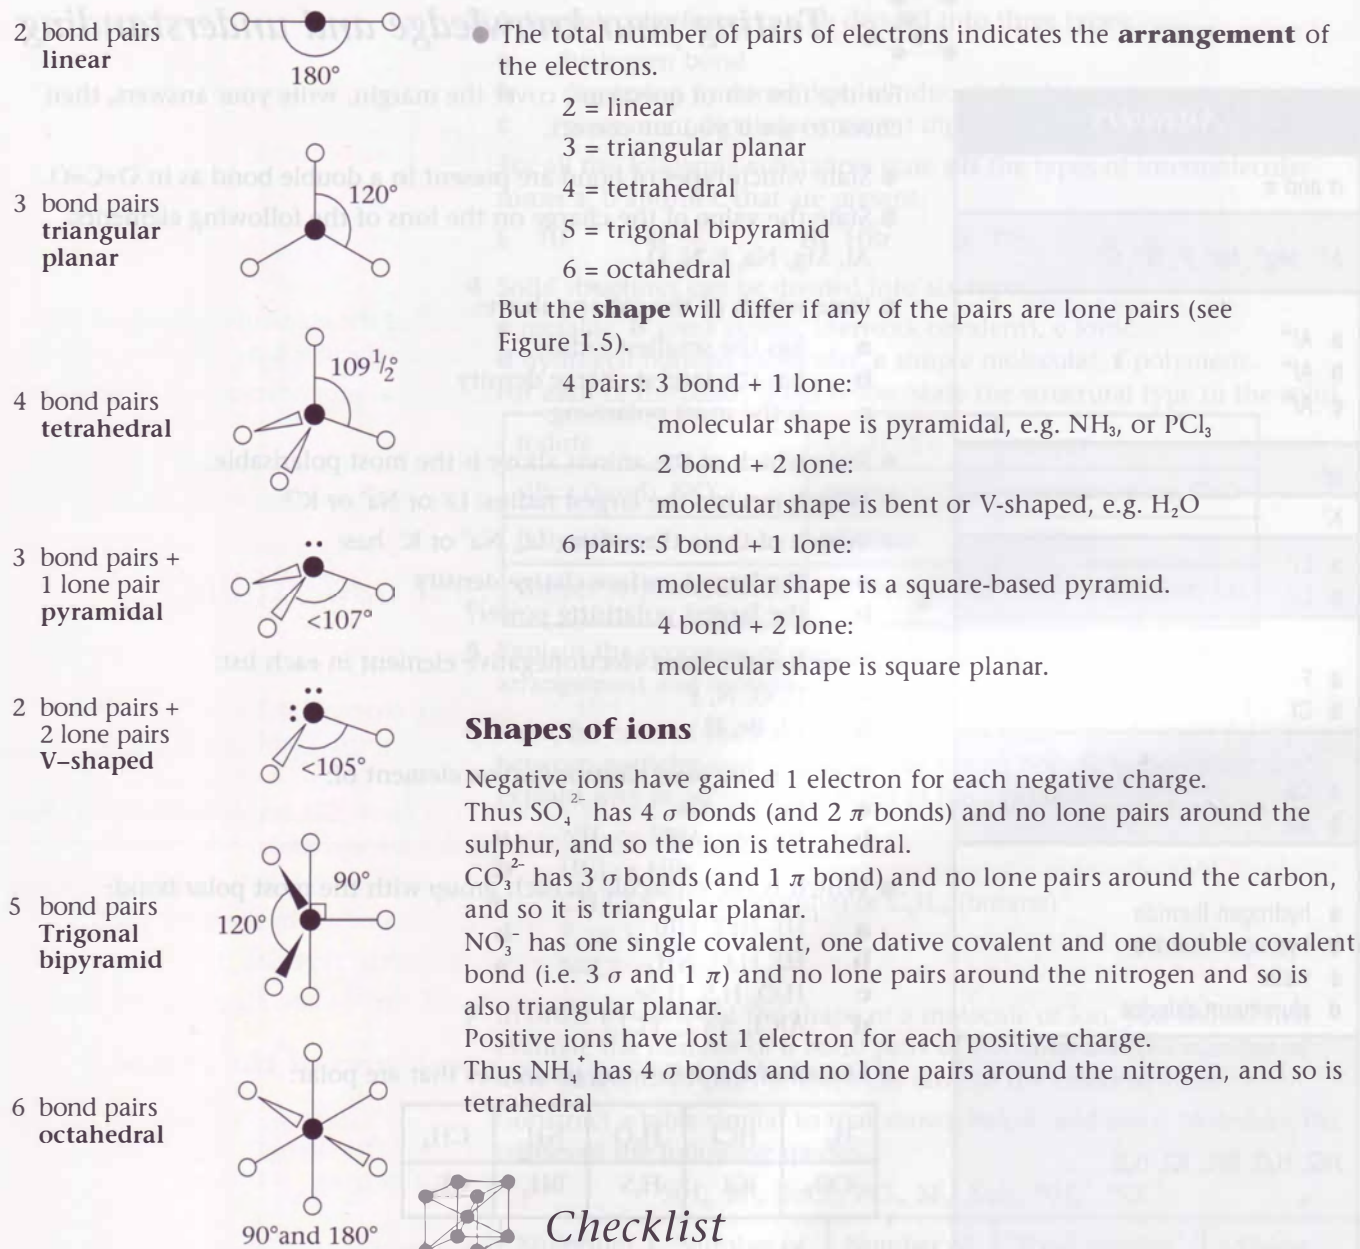 2 bond pairs
linear
180°
3 bond pairs
triangular
planar
120°
4 bond pairs
tetrahedral
109½°
3 bond pairs +
1 lone pair
pyramidal
<107°
2 bond pairs +
2 lone pairs
V–shaped
<105°
5 bond pairs
Trigonal
bipyramid
90°
120°
6 bond pairs
octahedral
90°and 180°
● The total number of pairs of electrons indicates the arrangement of
the electrons.
2 = linear
3 = triangular planar
4 = tetrahedral
5 = trigonal bipyramid
6 = octahedral
But the shape will differ if any of the pairs are lone pairs (see
Figure 1.5).
4 pairs: 3 bond + 1 lone:
molecular shape is pyramidal, e.g. NH₃, or PCl₃
2 bond + 2 lone:
molecular shape is bent or V-shaped, e.g. H₂O
6 pairs: 5 bond + 1 lone:
molecular shape is a square-based pyramid.
4 bond + 2 lone:
molecular shape is square planar.
Shapes of ions
Negative ions have gained 1 electron for each negative charge.
Thus SO₄²⁻ has 4 σ bonds (and 2 π bonds) and no lone pairs around the
sulphur, and so the ion is tetrahedral.
CO₃²⁻ has 3 σ bonds (and 1 π bond) and no lone pairs around the carbon,
and so it is triangular planar.
NO₃⁻ has one single covalent, one dative covalent and one double covalent
bond (i.e. 3 σ and 1 π) and no lone pairs around the nitrogen and so is
also triangular planar.
Positive ions have lost 1 electron for each positive charge.
Thus NH₄⁺ has 4 σ bonds and no lone pairs around the nitrogen, and so is
tetrahedral
Checklist